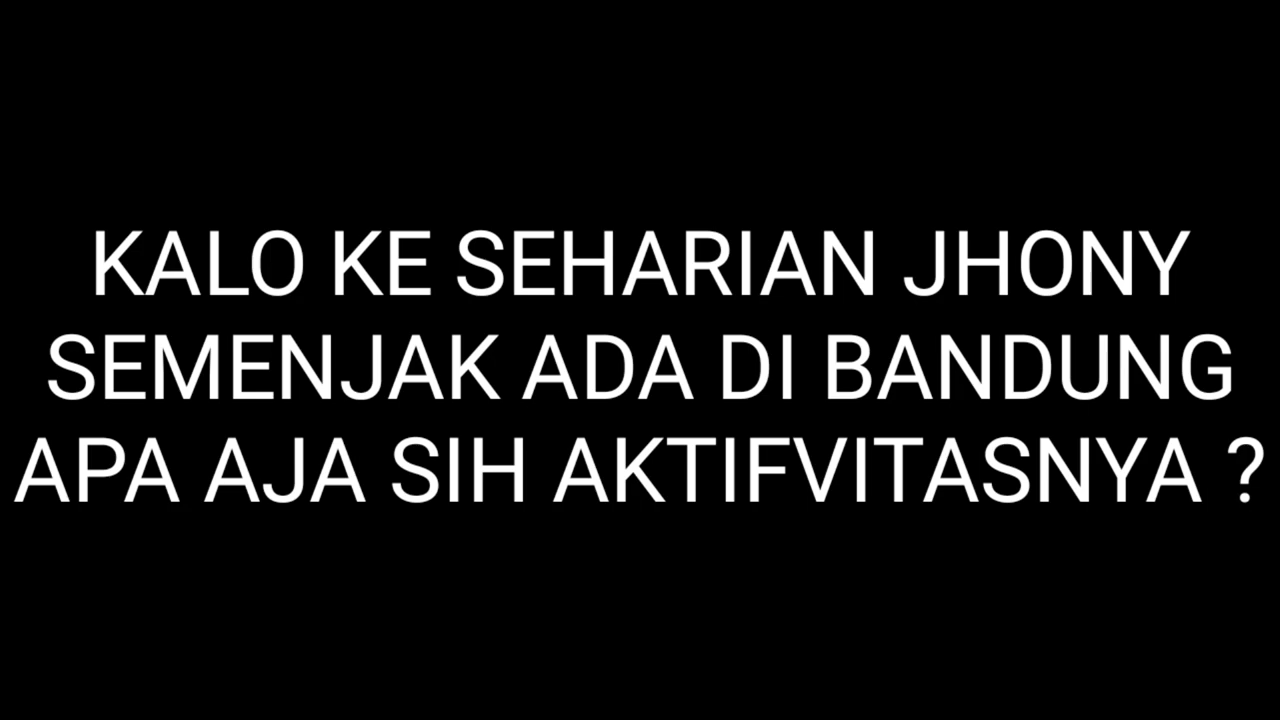 KALO KE SEHARIAN JHONY
SEMENJAK ADA DI BANDUNG
APA AJA SIH AKTIFVITASNYA ?